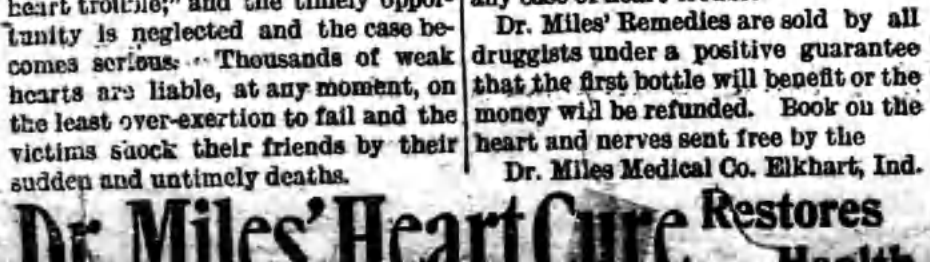 heart trouble;" and the timely oppor-
tunity is neglected and the case be-
comes serious. Thousands of weak
hearts are liable, at any moment, on
the least over-exertion to fail and the
victims shock their friends by their
sudden and untimely deaths.
Dr. Miles' Remedies are sold by all
druggists under a positive guarantee
that the first bottle will benefit or the
money will be refunded. Book on the
heart and nerves sent free by the
Dr. Miles Medical Co. Elkhart, Ind.
Dr. Miles' Heart Cure Restores
Health